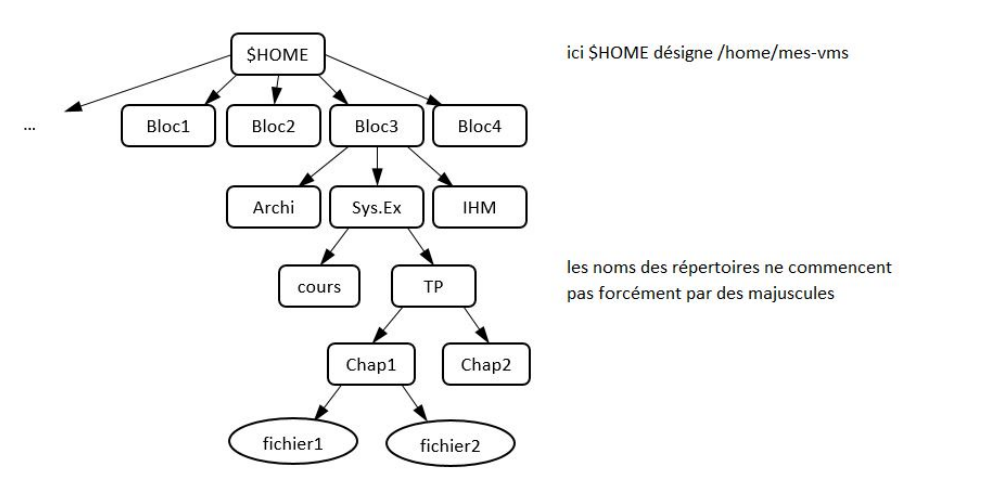 $HOME
ici $HOME désigne /home/mes-vms
...
Bloc1
Bloc2
Bloc3
Bloc4
Archi
Sys.Ex
IHM
les noms des répertoires ne commencent
pas forcément par des majuscules
cours
TP
Chap1
Chap2
fichier1
fichier2